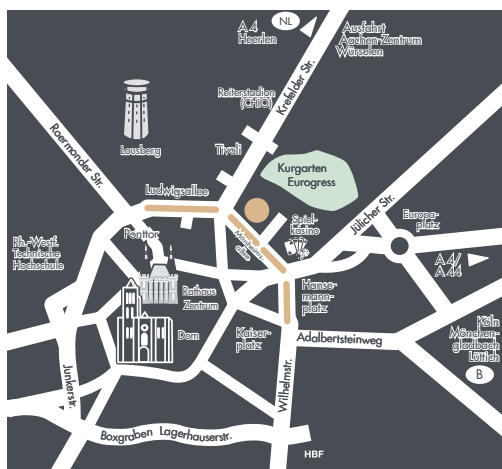 A 4
Heerlen
NL
Ausfahrt
Aachen-Zentrum
Würselen
Krefelder Str.
Reiterstadion
(CHIO)
Tivoli
Lousberg
Roermonder Str.
Kurgarten
Eurogress
Ludwigsallee
Jülicher Str.
Europa-
platz
Spiel-
kasino
Monheims-
allee
Ponttor
Rh.-Westf.
Technische
Hochschule
A 4/
A 44
Hanse-
mann-
platz
Rathaus
Zentrum
Dom
Kaiser-
platz
Adalbertsteinweg
Köln
Mönchen-
gladbach
Lüttich
B
Junkerstr.
Wilhelmstr.
Boxgraben Lagerhauserstr.
HBF